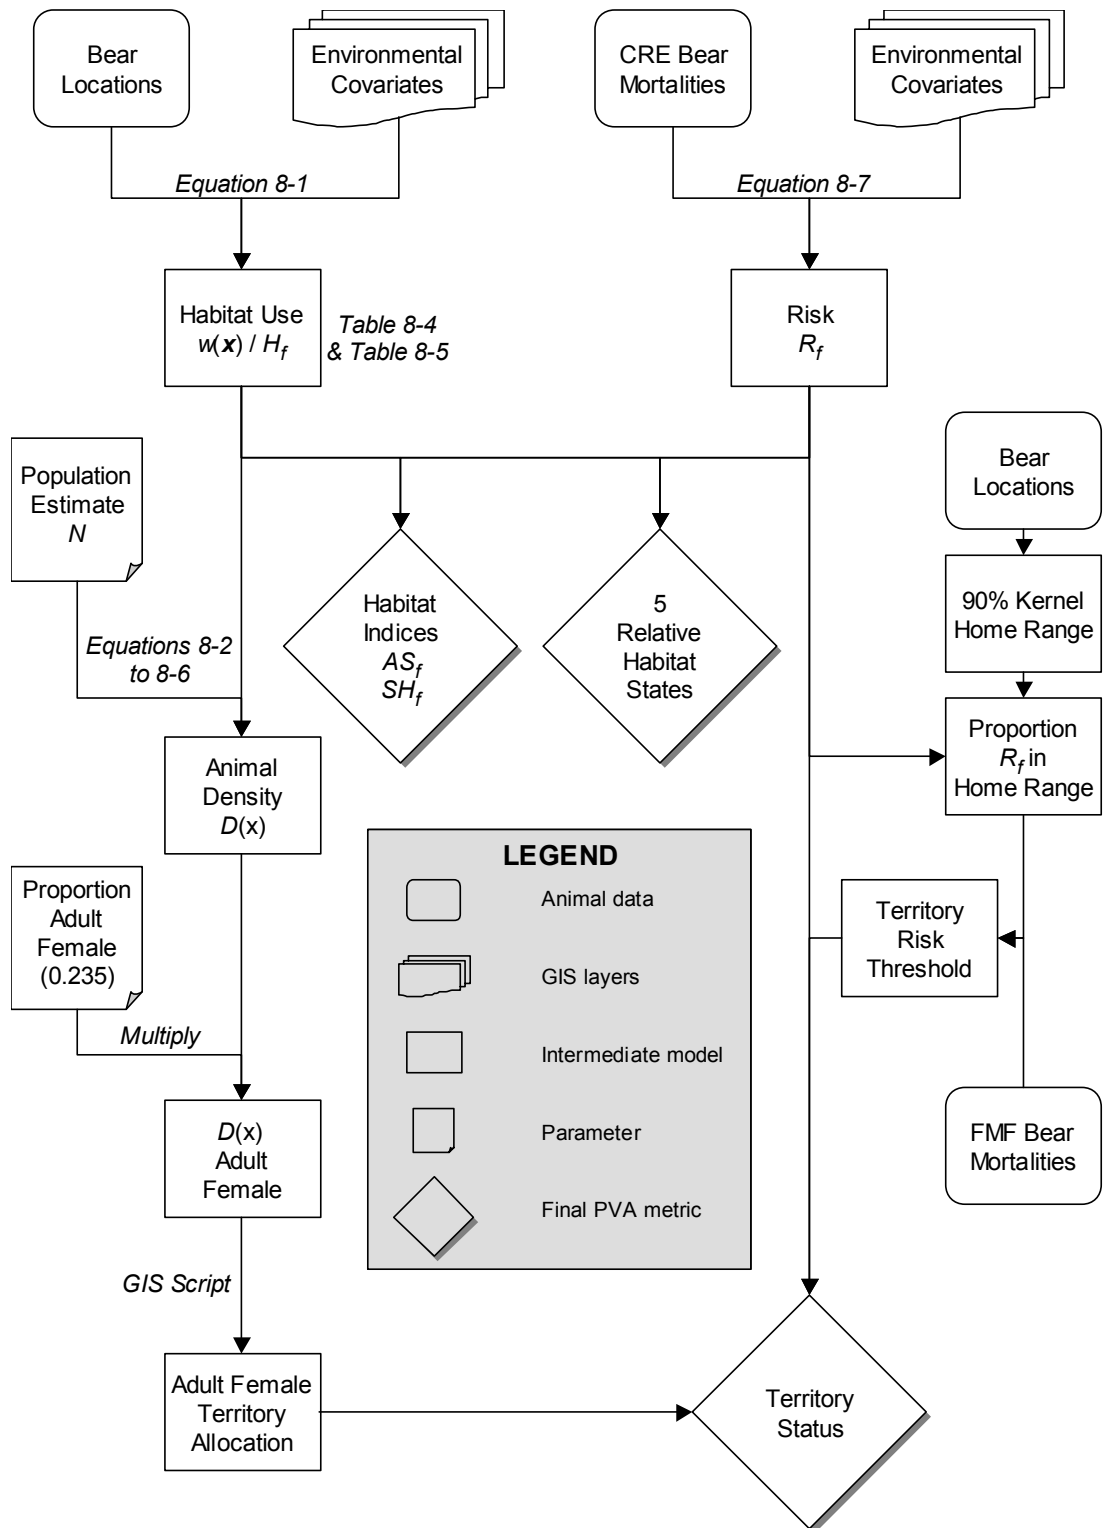 Bear
Locations
Environmental
Covariates
CRE Bear
Mortalities
Environmental
Covariates
Equation 8-1
Equation 8-7
Habitat Use
w(x) / Hf
Table 8-4
& Table 8-5
Risk
Rf
Population
Estimate
N
Bear
Locations
Equations 8-2
to 8-6
Habitat
Indices
ASf
SHf
5
Relative
Habitat
States
90% Kernel
Home Range
Proportion
Rf in
Home Range
Animal
Density
D(x)
Proportion
Adult
Female
(0.235)
Multiply
LEGEND
Animal data
GIS layers
Intermediate model
Parameter
Final PVA metric
Territory
Risk
Threshold
D(x)
Adult
Female
FMF Bear
Mortalities
GIS Script
Adult Female
Territory
Allocation
Territory
Status